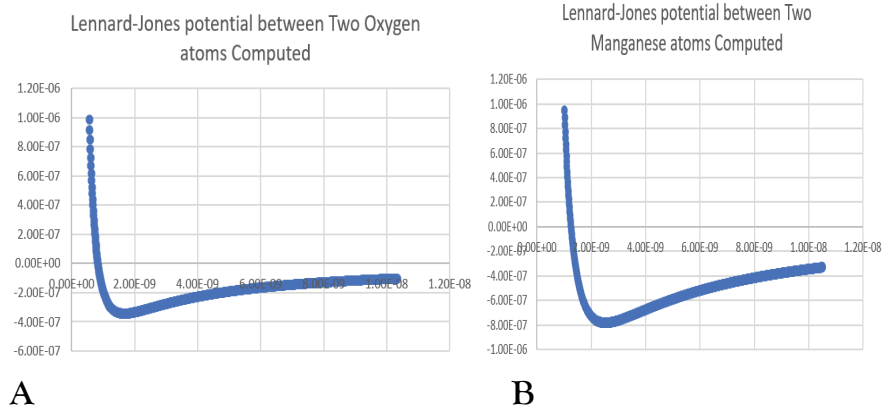 Lennard-Jones potential between Two Oxygen
atoms Computed
1.20E-06
1.00E-06
8.00E-07
6.00E-07
4.00E-07
2.00E-07
0.00E+00
0.00E+00 2.00E-09 4.00E-09 6.00E-09 8.00E-09 1.00E-08 1.20E-08
-2.00E-07
-4.00E-07
-6.00E-07
A
Lennard-Jones potential between Two
Manganese atoms Computed
1.20E-06
1.00E-06
8.00E-07
6.00E-07
4.00E-07
2.00E-07
0.00E+00
0.00E+00 2.00E-09 4.00E-09 6.00E-09 8.00E-09 1.00E-08 1.20E-08
-2.00E-07
-4.00E-07
-6.00E-07
-8.00E-07
-1.00E-06
B